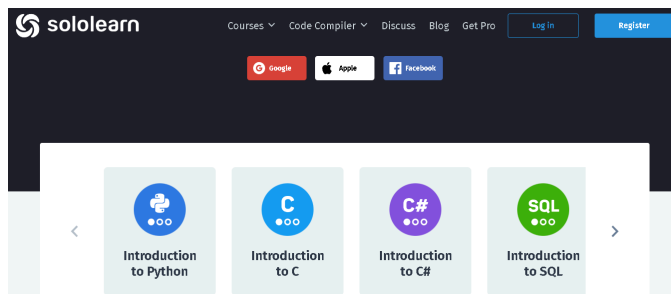 sololearn Courses Code Compiler Discuss Blog Get Pro Log in Register
Google Apple Facebook
C C# SQL
Introduction to Python
Introduction to C
Introduction to C#
Introduction to SQL